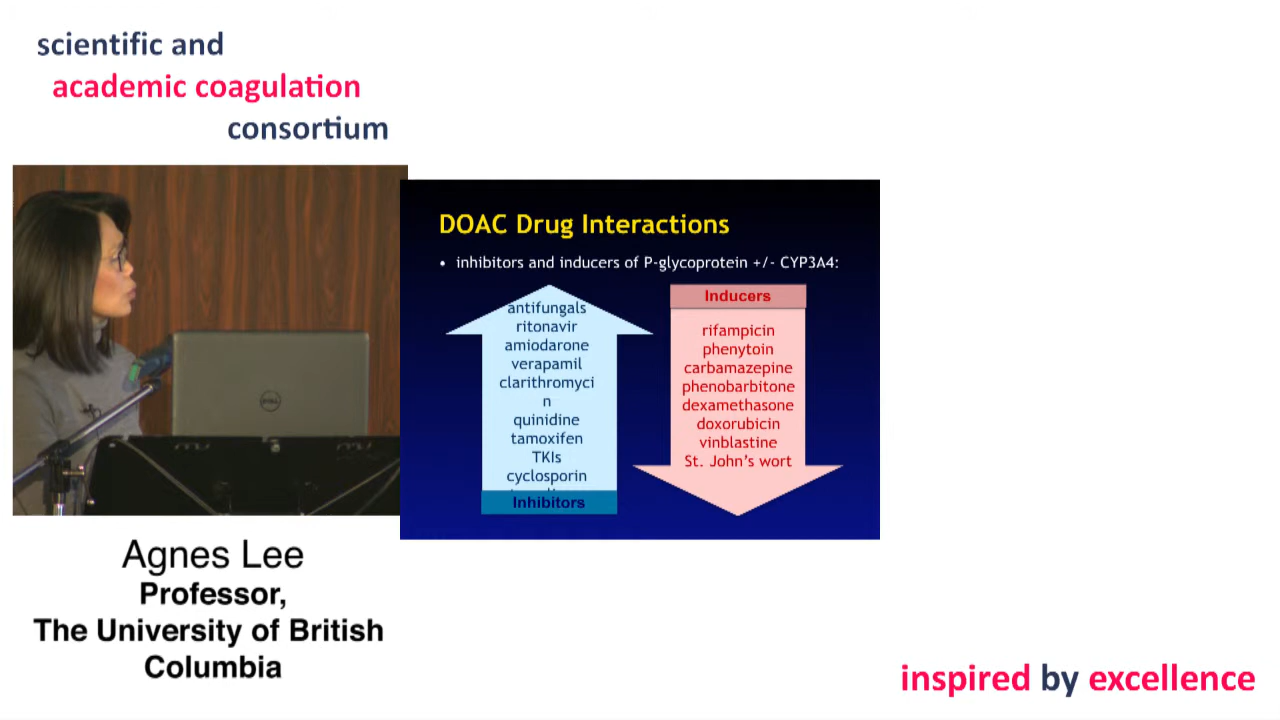 scientific and
academic coagulation
consortium
DOAC Drug Interactions
• inhibitors and inducers of P-glycoprotein +/- CYP3A4:
antifungals
ritonavir
amiodarone
verapamil
clarithromyci
n
quinidine
tamoxifen
TKIs
cyclosporin
Inhibitors
Inducers
rifampicin
phenytoin
carbamazepine
phenobarbitone
dexamethasone
doxorubicin
vinblastine
St. John's wort
DELL
Agnes Lee
Professor,
The University of British
Columbia
inspired by excellence